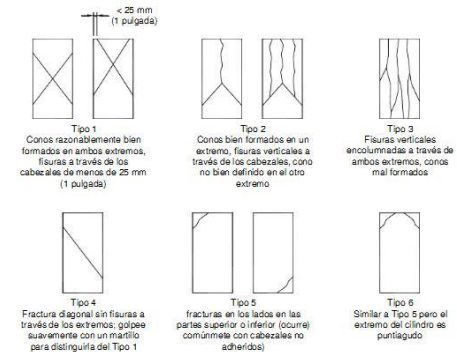 < 25 mm
(1 pulgada)
Tipo 1
Conos razonablemente bien
formados en ambos extremos,
fisuras a través de los
cabezales de menos de 25 mm
(1 pulgada)
Tipo 2
Conos bien formados en un
extremo, fisuras verticales a
través de los cabezales, cono
no bien definido en el otro
extremo
Tipo 3
Fisuras verticales
encolumnadas a través de
ambos extremos, conos
mal formados
Tipo 4
Fractura diagonal sin fisuras a
través de los extremos; golpee
suavemente con un martillo
para distinguirla del Tipo 1
Tipo 5
fracturas en los lados en las
partes superior o inferior (ocurre)
comúnmete con cabezales no
adheridos)
Tipo 6
Similar a Tipo 5 pero el
extremo del cilindro es
puntiagudo